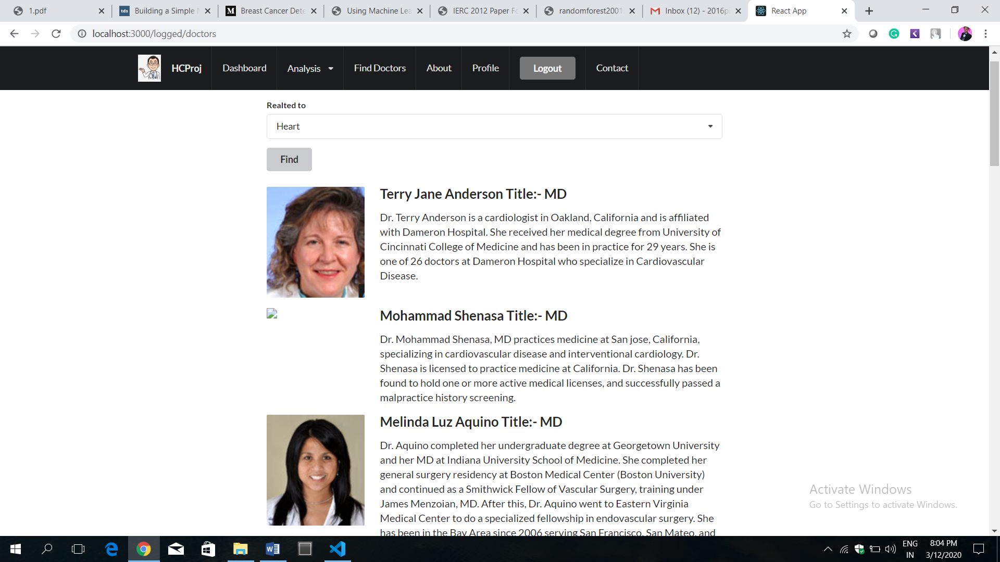 1.pdf
tds Building a Simple
M Breast Cancer Dete
Using Machine Lea
IERC 2012 Paper Fo
randomforest2001
Inbox (12) - 2016p
React App
localhost:3000/logged/doctors
HCProj Dashboard Analysis Find Doctors About Profile Logout Contact
Realted to
Heart
Find
Terry Jane Anderson Title:- MD
Dr. Terry Anderson is a cardiologist in Oakland, California and is affiliated
with Dameron Hospital. She received her medical degree from University of
Cincinnati College of Medicine and has been in practice for 29 years. She is
one of 26 doctors at Dameron Hospital who specialize in Cardiovascular
Disease.
Mohammad Shenasa Title:- MD
Dr. Mohammad Shenasa, MD practices medicine at San jose, California,
specializing in cardiovascular disease and interventional cardiology. Dr.
Shenasa is licensed to practice medicine at California. Dr. Shenasa has been
found to hold one or more active medical licenses, and successfully passed a
malpractice history screening.
Melinda Luz Aquino Title:- MD
Dr. Aquino completed her undergraduate degree at Georgetown University
and her MD at Indiana University School of Medicine. She completed her
general surgery residency at Boston Medical Center (Boston University)
and continued as a Smithwick Fellow of Vascular Surgery, training under
James Menzoian, MD. After this, Dr. Aquino went to Eastern Virginia
Medical Center to do a specialized fellowship in endovascular surgery. She
has been in the Bay Area since 2006 serving San Francisco, San Mateo, and
Activate Windows
Go to Settings to activate Windows.
ENG
IN
8:04 PM
3/12/2020